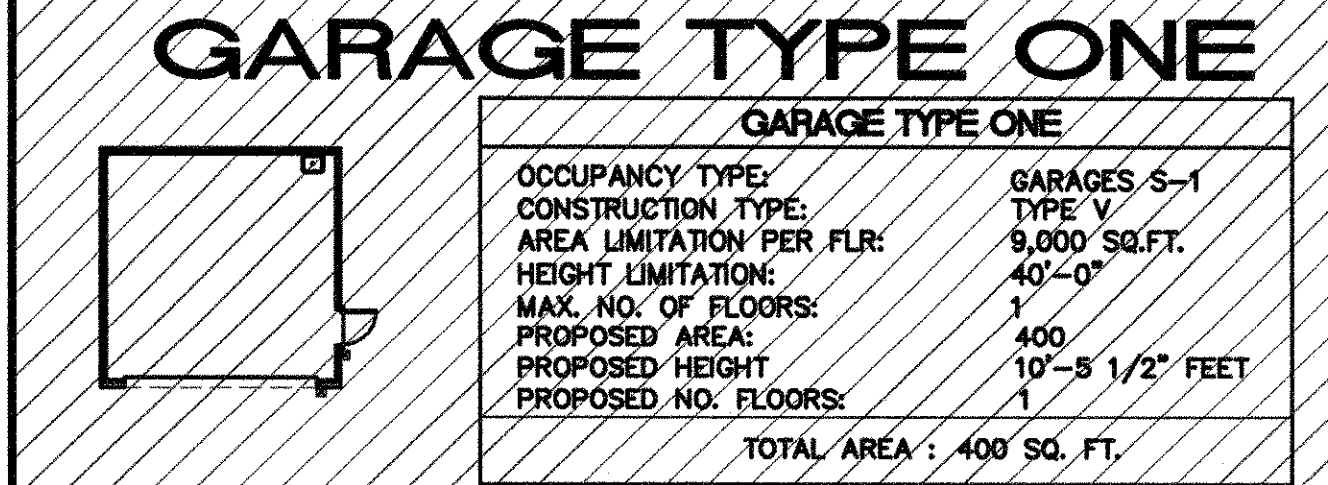 GARAGE TYPE ONE
GARAGE TYPE ONE
OCCUPANCY TYPE: GARAGES S-1
CONSTRUCTION TYPE: TYPE V
AREA LIMITATION PER FLR: 9,000 SQ.FT.
HEIGHT LIMITATION: 40'-0"
MAX. NO. OF FLOORS: 1
PROPOSED AREA: 400
PROPOSED HEIGHT 10'-5 1/2" FEET
PROPOSED NO. FLOORS: 1
TOTAL AREA : 400 SQ. FT.